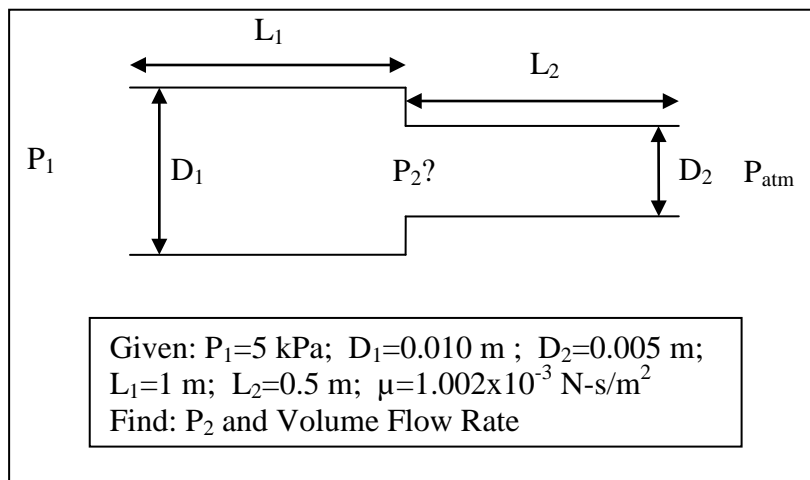 L₁
L₂
P₁
D₁
P₂?
D₂
Pₐₜₘ
Given: P₁=5 kPa; D₁=0.010 m ; D₂=0.005 m;
L₁=1 m; L₂=0.5 m; µ=1.002x10⁻³ N-s/m²
Find: P₂ and Volume Flow Rate